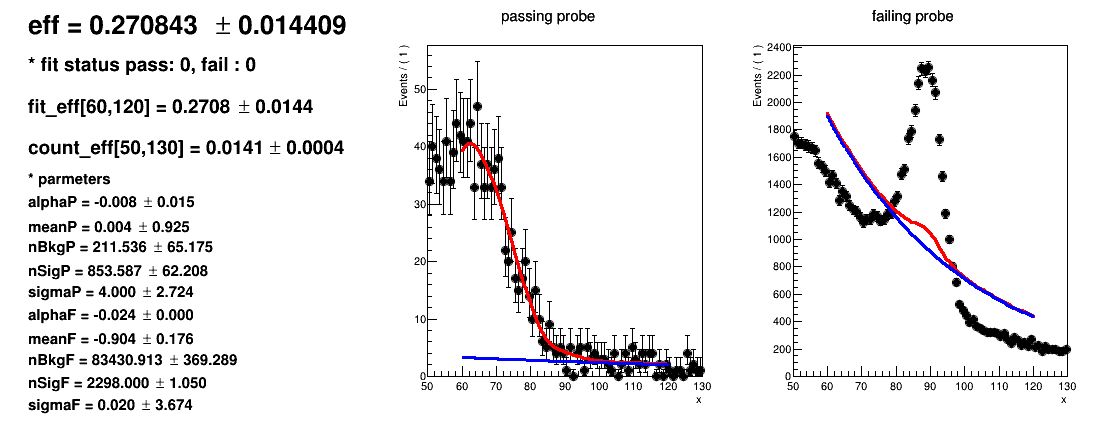 eff = 0.270843 ± 0.014409
* fit status pass: 0, fail : 0
fit_eff[60,120] = 0.2708 ± 0.0144
count_eff[50,130] = 0.0141 ± 0.0004
* parmeters
alphaP = -0.008 ± 0.015
meanP = 0.004 ± 0.925
nBkgP = 211.536 ± 65.175
nSigP = 853.587 ± 62.208
sigmaP = 4.000 ± 2.724
alphaF = -0.024 ± 0.000
meanF = -0.904 ± 0.176
nBkgF = 83430.913 ± 369.289
nSigF = 2298.000 ± 1.050
sigmaF = 0.020 ± 3.674
passing probe
Events / ( 1 )
50
40
30
20
10
0
50 60 70 80 90 100 110 120 130
x
failing probe
Events / ( 1 )
2400
2200
2000
1800
1600
1400
1200
1000
800
600
400
200
0
50 60 70 80 90 100 110 120 130
x